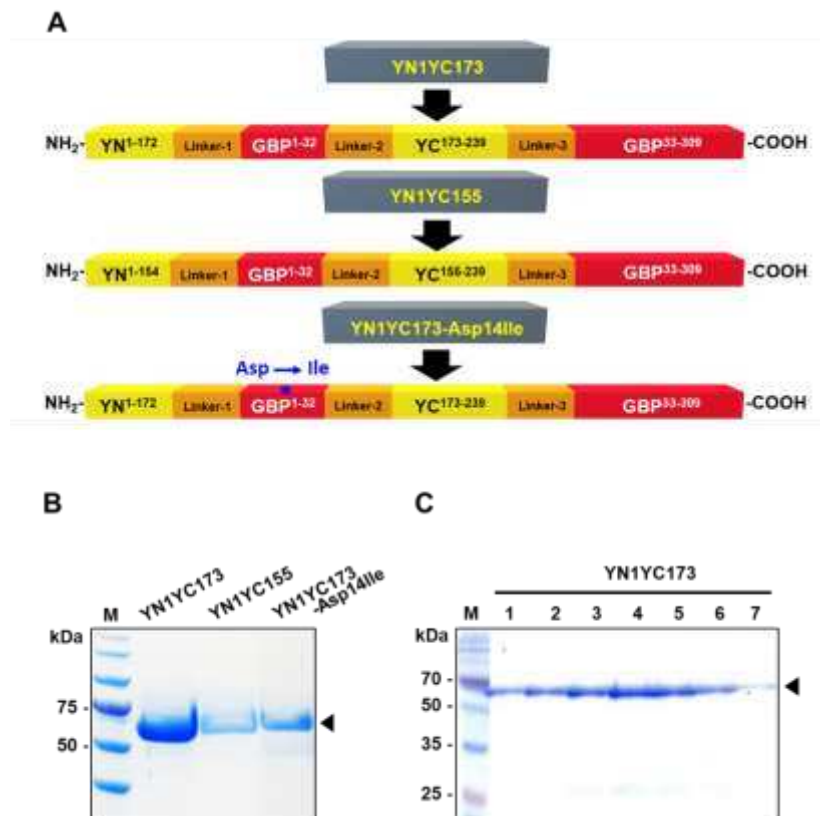 A
YN1YC173
NH2- YN1-172 Linker-1 GBP1-32 Linker-2 YC173-239 Linker-3 GBP33-309 -COOH
YN1YC155
NH2- YN1-154 Linker-1 GBP1-32 Linker-2 YC155-239 Linker-3 GBP33-309 -COOH
YN1YC173-Asp14Ile
Asp → Ile
NH2- YN1-172 Linker-1 GBP1-32 Linker-2 YC173-239 Linker-3 GBP33-309 -COOH
B
M YN1YC173 YN1YC155 YN1YC173
-Asp14Ile
kDa
75 -
50 -
C
YN1YC173
M 1 2 3 4 5 6 7
kDa
70 -
50 -
35 -
25 -